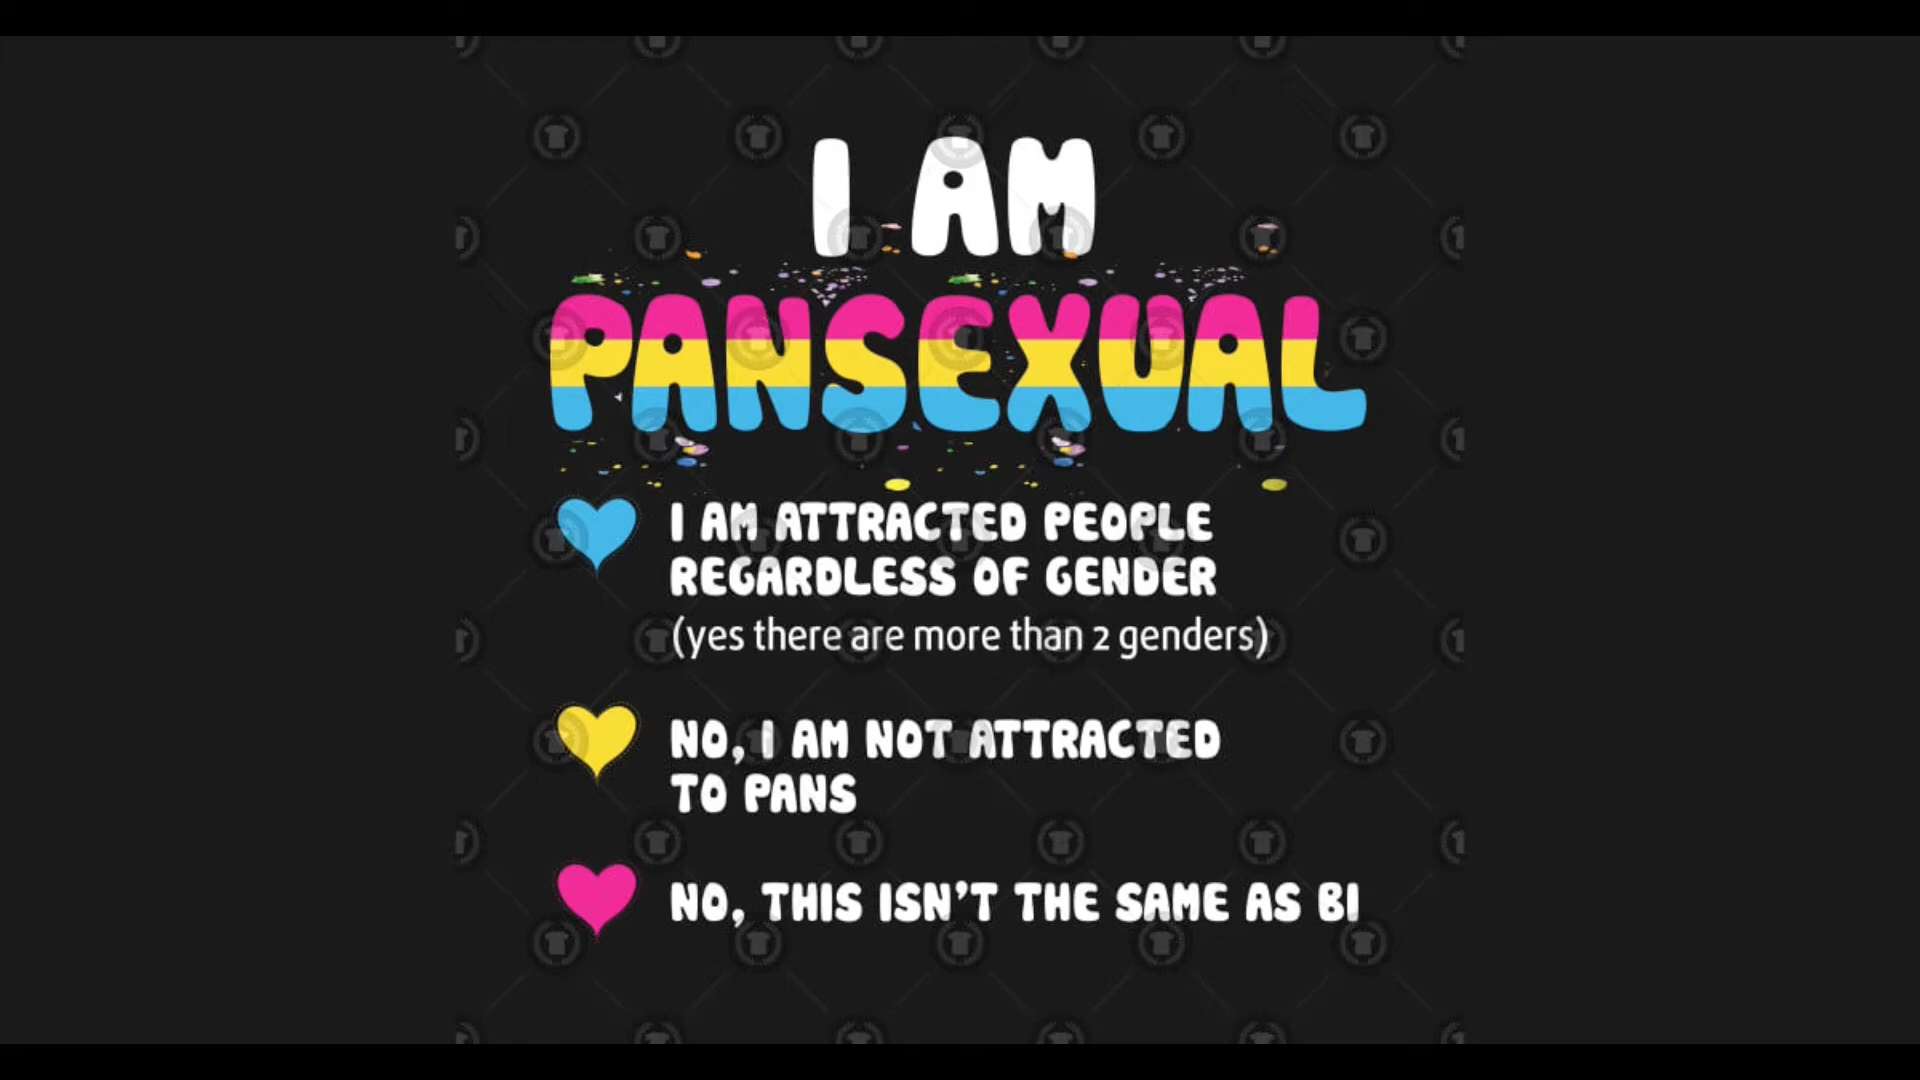 I AM
PANSEXUAL
I AM ATTRACTED PEOPLE
REGARDLESS OF GENDER
(yes there are more than 2 genders)
NO, I AM NOT ATTRACTED
TO PANS
NO, THIS ISN'T THE SAME AS BI